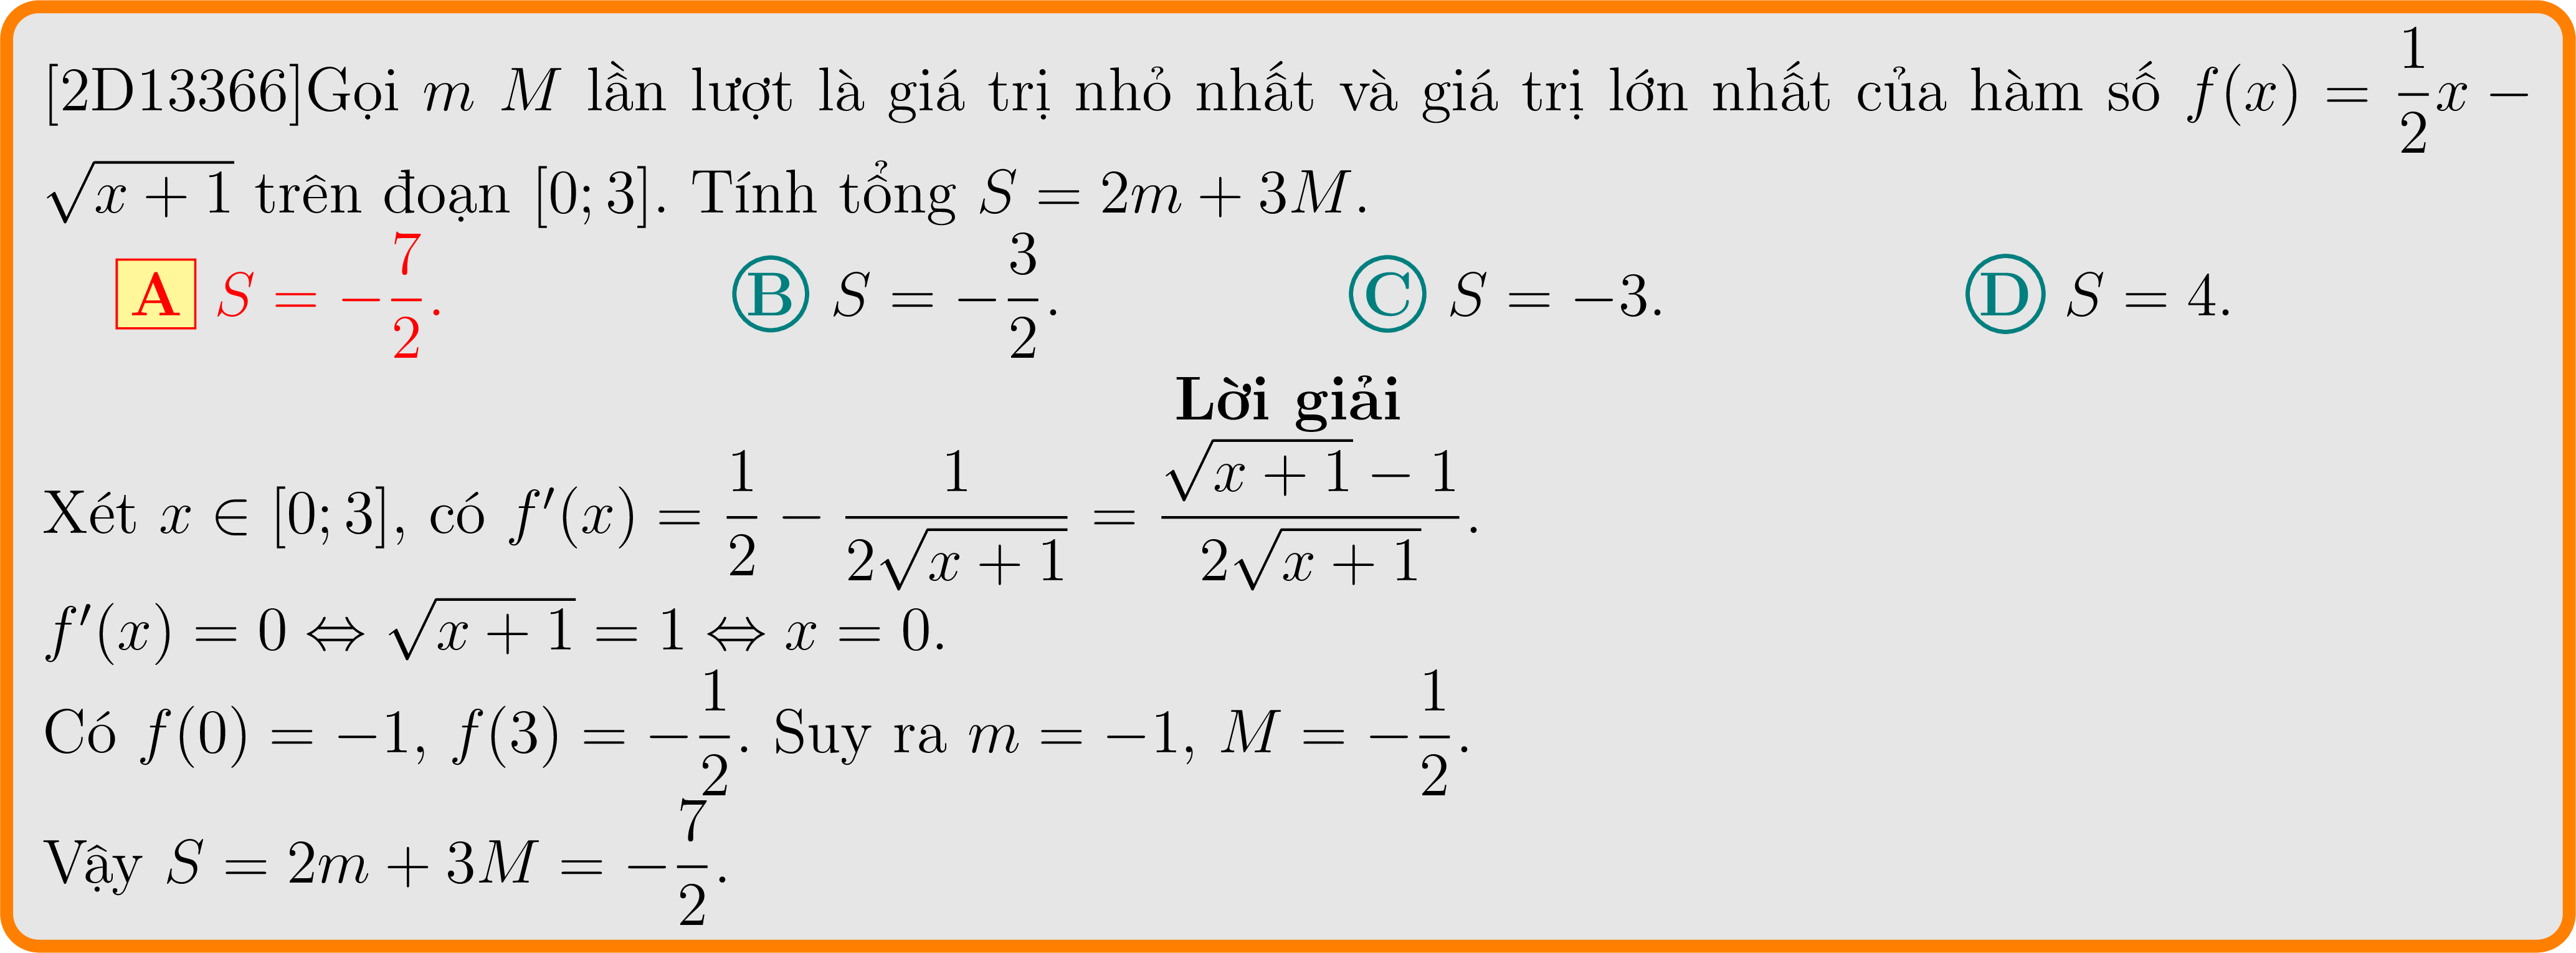 [2D13366]Gọi m M lần lượt là giá trị nhỏ nhất và giá trị lớn nhất của hàm số f(x) = \frac{1}{2}x −
\sqrt{x + 1} trên đoạn [0; 3]. Tính tổng S = 2m + 3M.
A S = −\frac{7}{2}. B S = −\frac{3}{2}. C S = −3. D S = 4.
Lời giải
Xét x ∈ [0; 3], có f′(x) = \frac{1}{2} − \frac{1}{2\sqrt{x + 1}} = \frac{\sqrt{x + 1} − 1}{2\sqrt{x + 1}}.
f′(x) = 0 ⇔ \sqrt{x + 1} = 1 ⇔ x = 0.
Có f(0) = −1, f(3) = −\frac{1}{2}. Suy ra m = −1, M = −\frac{1}{2}.
Vậy S = 2m + 3M = −\frac{7}{2}.